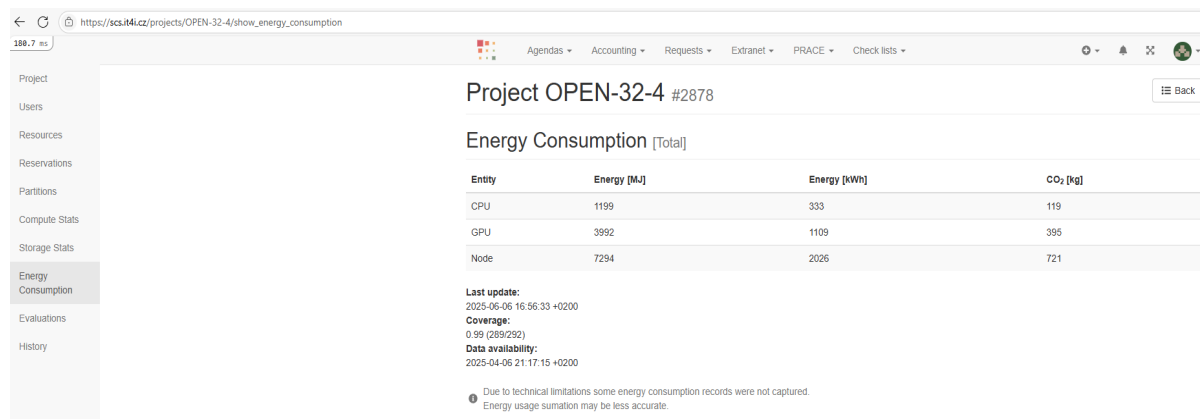 https://scs.it4i.cz/projects/OPEN-32-4/show_energy_consumption
180.7 ms
Agendas Accounting Requests Extranet PRACE Check lists
Project
Users
Resources
Reservations
Partitions
Compute Stats
Storage Stats
Energy
Consumption
Evaluations
History
Project OPEN-32-4 #2878
Back
Energy Consumption [Total]
Entity Energy [MJ] Energy [kWh] CO₂ [kg]
CPU 1199 333 119
GPU 3992 1109 395
Node 7294 2026 721
Last update:
2025-06-06 16:56:33 +0200
Coverage:
0.99 (289/292)
Data availability:
2025-04-06 21:17:15 +0200
Due to technical limitations some energy consumption records were not captured.
Energy usage sumation may be less accurate.